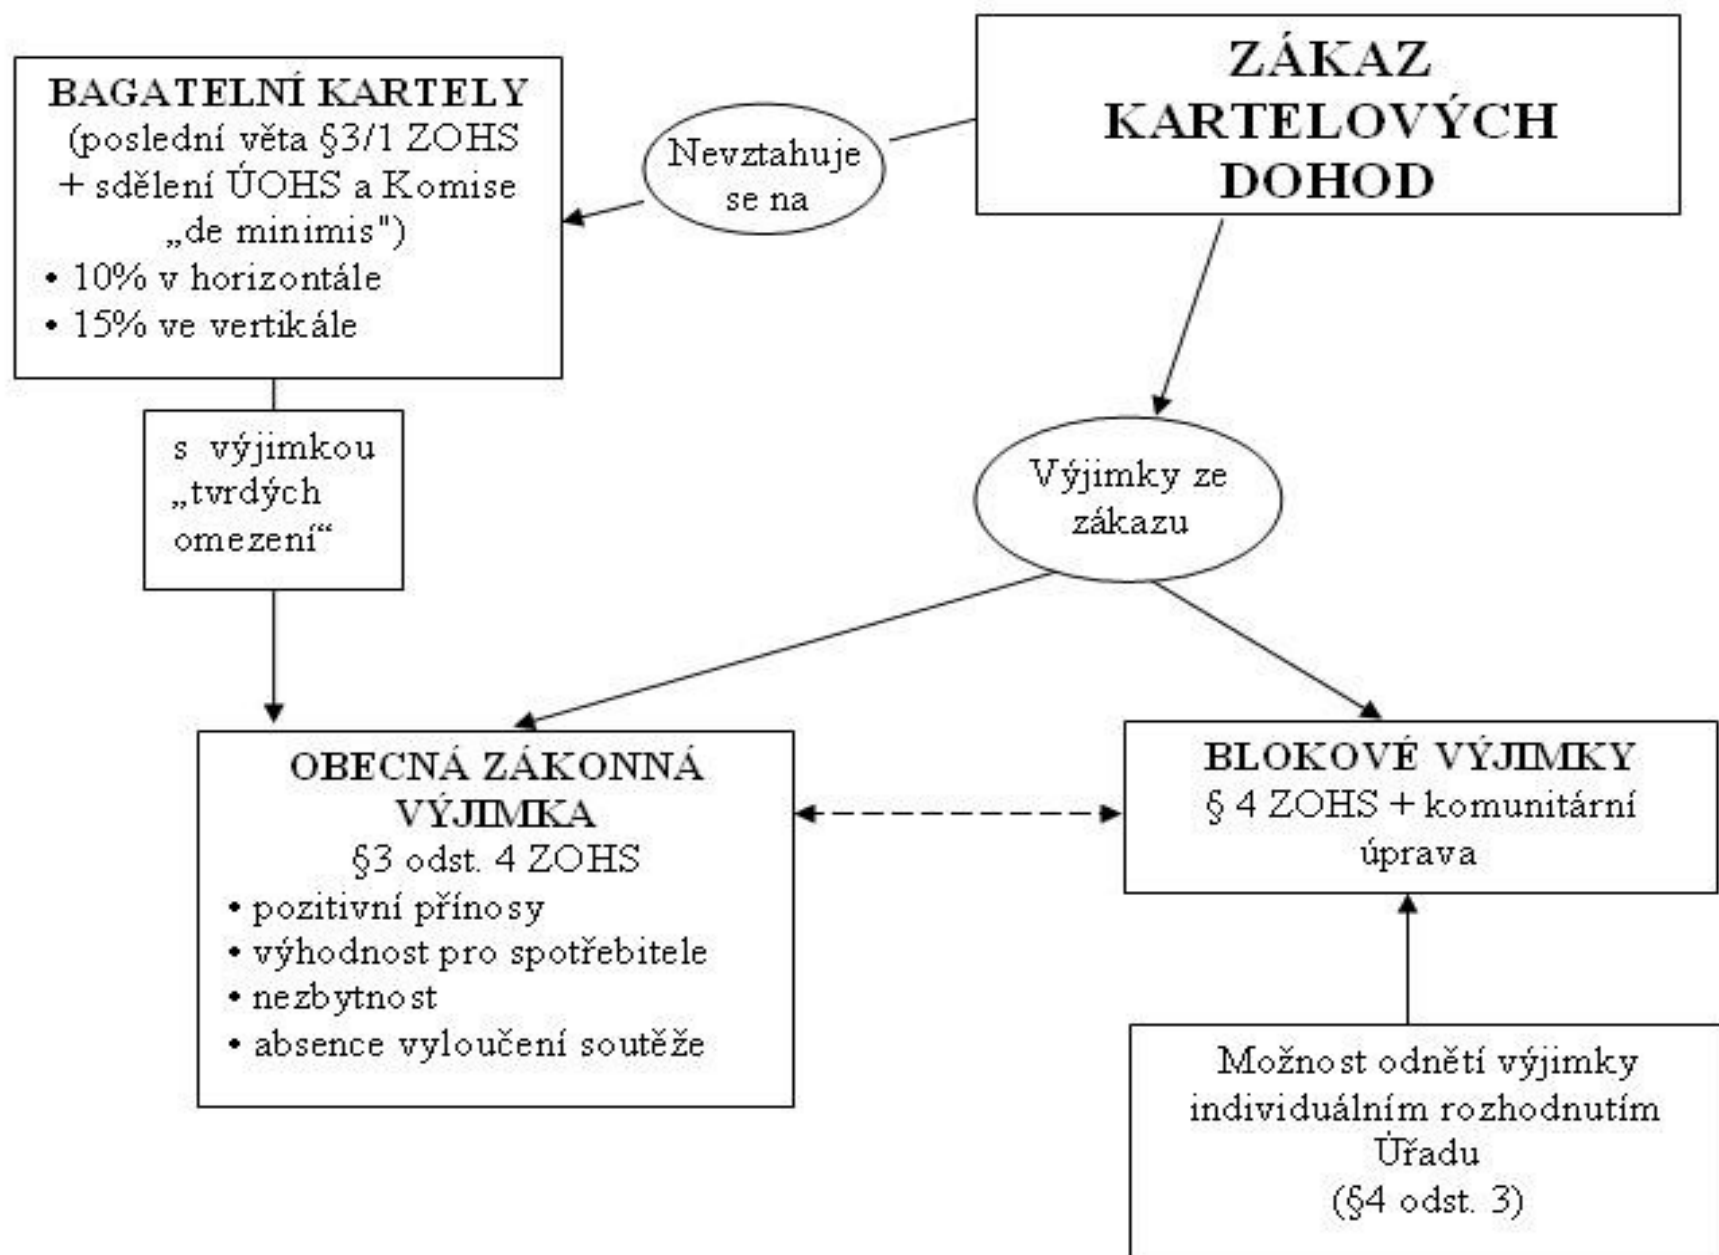 ZÁKAZ
KARTELOVÝCH
DOHOD
Nevztahuje
se na
BAGATELNÍ KARTELY
(poslední věta §3/1 ZOHS
+ sdělení ÚOHS a Komise
„de minimis")
• 10% v horizontále
• 15% ve vertikále
s výjimkou
„tvrdých
omezení“
Výjimky ze
zákazu
OBECNÁ ZÁKONNÁ
VÝJIMKA
§3 odst. 4 ZOHS
• pozitivní přínosy
• výhodnost pro spotřebitele
• nezbytnost
• absence vyloučení soutěže
BLOKOVÉ VÝJIMKY
§ 4 ZOHS + komunitární
úprava
Možnost odnětí výjimky
individuálním rozhodnutím
Úřadu
(§4 odst. 3)